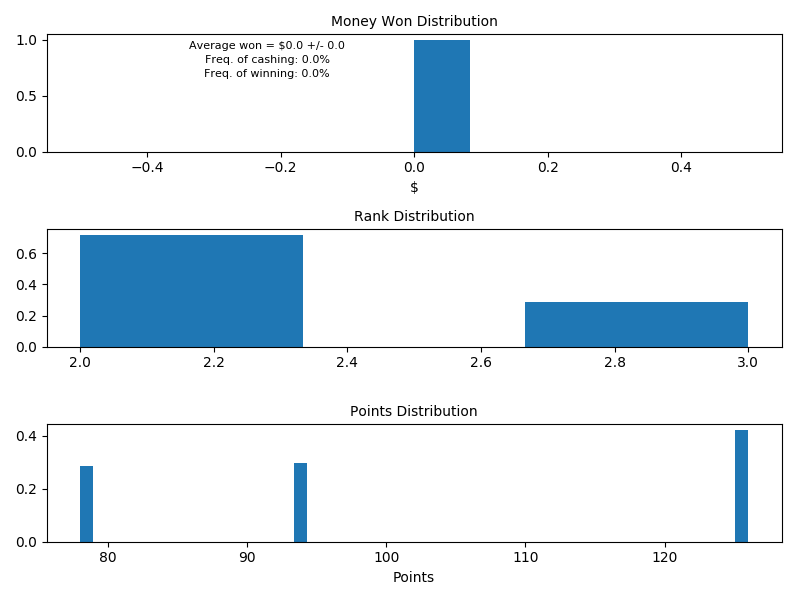 Money Won Distribution
1.0
Average won = $0.0 +/- 0.0
Freq. of cashing: 0.0%
Freq. of winning: 0.0%
0.5
0.0
−0.4 −0.2 0.0 0.2 0.4
$
Rank Distribution
0.6
0.4
0.2
0.0
2.0 2.2 2.4 2.6 2.8 3.0
Points Distribution
0.4
0.2
0.0
80 90 100 110 120
Points